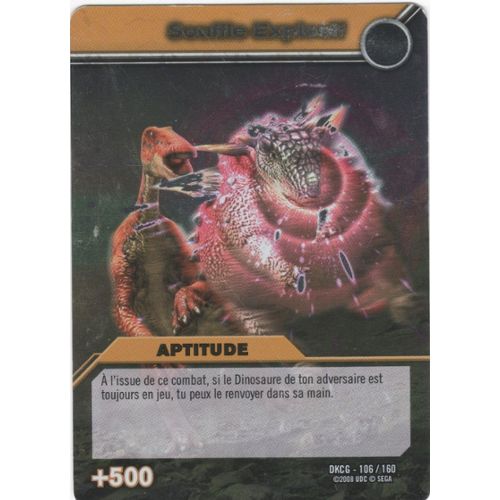 Souffle Explosif
APTITUDE
À l'issue de ce combat, si le Dinosaure de ton adversaire est
toujours en jeu, tu peux le renvoyer dans sa main.
+500
DKCG - 106 / 160
©2008 UDC © SEGA